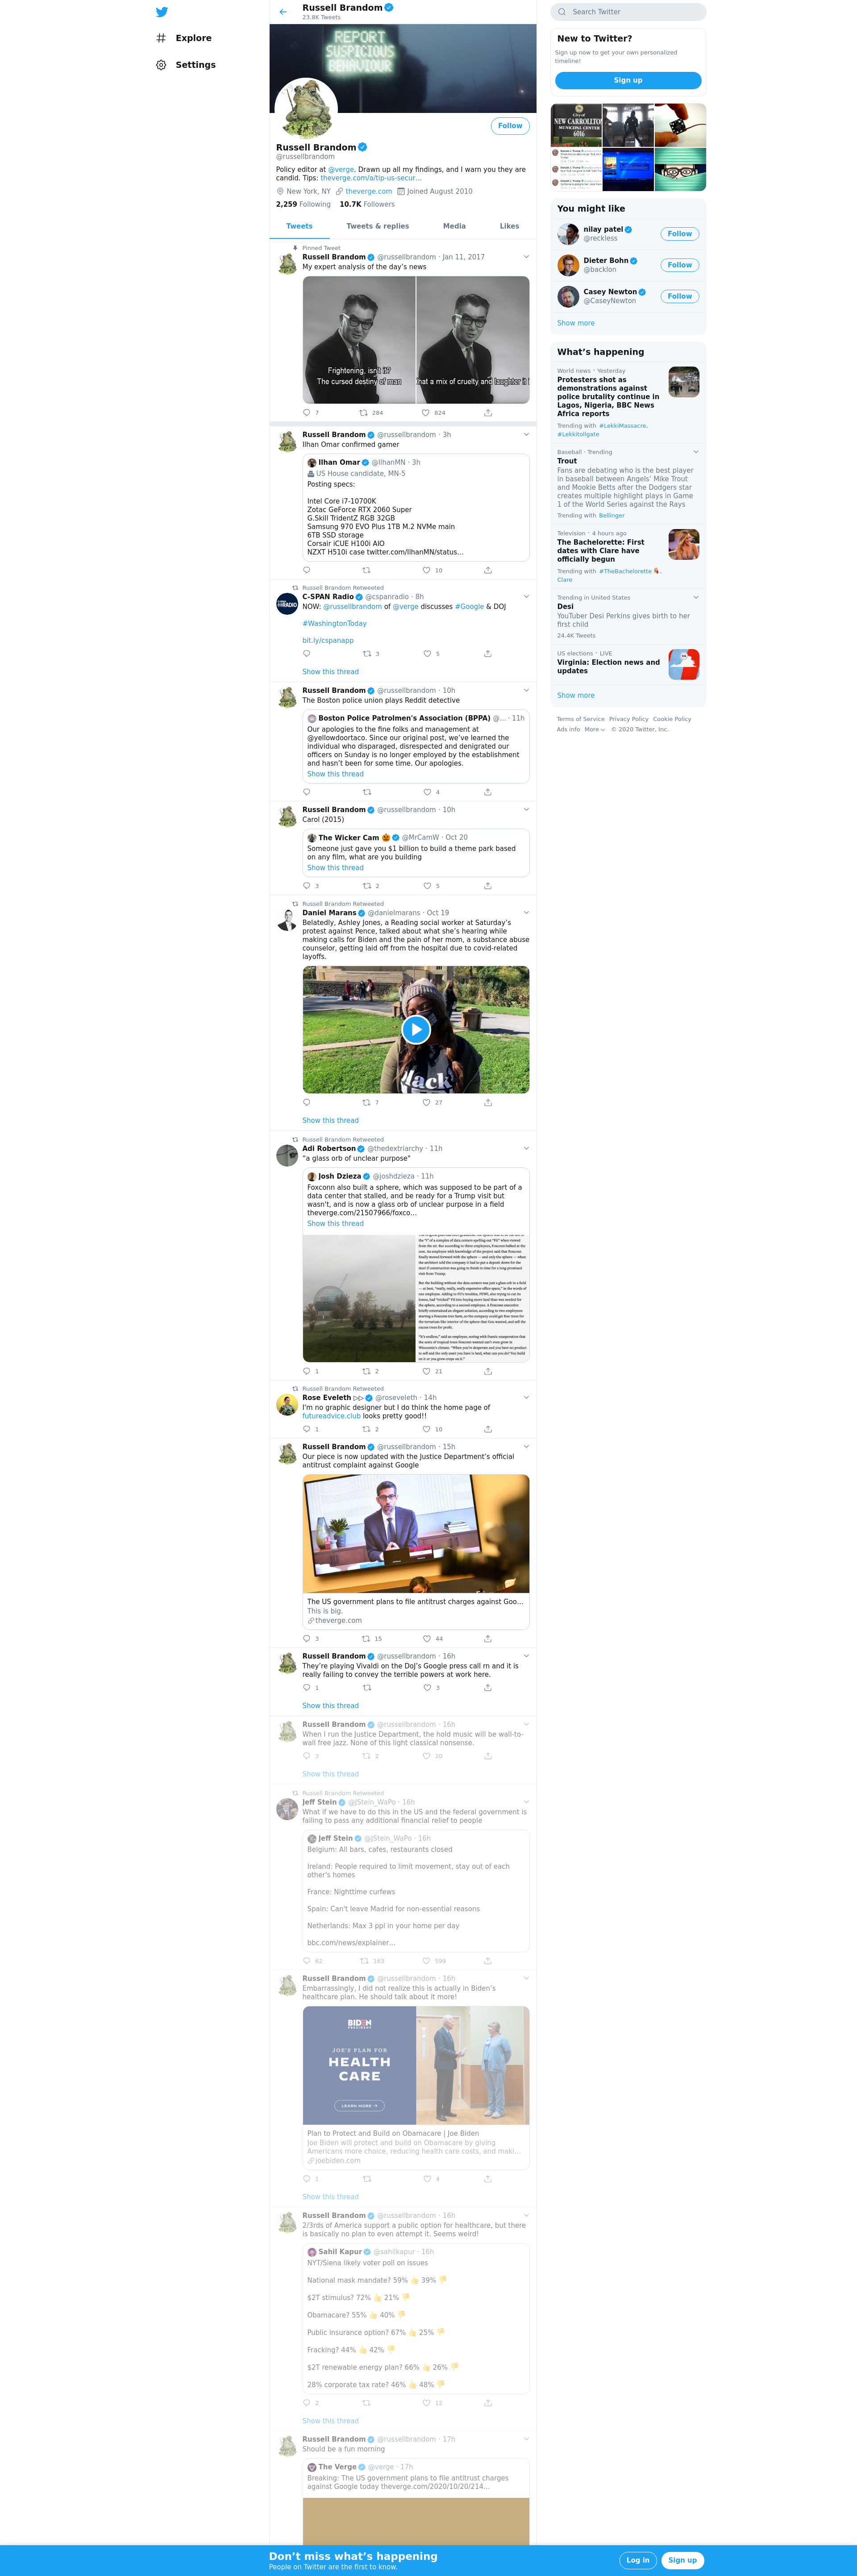 Explore
Settings
Russell Brandom
23.8K Tweets
REPORT
SUSPICIOUS
BEHAVIOR
Follow
Russell Brandom
@russellbrandom
Policy editor at @verge. Drawn up all my findings, and I warn you they are
candid. Tips: theverge.com/a/tip-us-secur…
New York, NY theverge.com Joined August 2010
2,259 Following 10.7K Followers
Tweets Tweets & replies Media Likes
Pinned Tweet
Russell Brandom @russellbrandom · Jan 11, 2017
My expert analysis of the day's news
Frightening, isn't it?
The cursed destiny of man
that a mix of cruelty and laughter it i
7 284 824
Russell Brandom @russellbrandom · 3h
Ilhan Omar confirmed gamer
Ilhan Omar @IlhanMN · 3h
US House candidate, MN-5
Posting specs:
Intel Core i7-10700K
Zotac GeForce RTX 2060 Super
G.Skill TridentZ RGB 32GB
Samsung 970 EVO Plus 1TB M.2 NVMe main
6TB SSD storage
Corsair iCUE H100i AIO
NZXT H510i case twitter.com/IlhanMN/status…
10
Russell Brandom Retweeted
C-SPAN Radio @cspanradio · 8h
NOW: @russellbrandom of @verge discusses #Google & DOJ
#WashingtonToday
bit.ly/cspanapp
3 5
Show this thread
Russell Brandom @russellbrandom · 10h
The Boston police union plays Reddit detective
Boston Police Patrolmen's Association (BPPA) @… · 11h
Our apologies to the fine folks and management at
@yellowdoortaco. Since our original post, we've learned the
individual who disparaged, disrespected and denigrated our
officers on Sunday is no longer employed by the establishment
and hasn't been for some time. Our apologies.
Show this thread
4
Russell Brandom @russellbrandom · 10h
Carol (2015)
The Wicker Cam 🎃 @MrCamW · Oct 20
Someone just gave you $1 billion to build a theme park based
on any film, what are you building
Show this thread
3 2 5
Russell Brandom Retweeted
Daniel Marans @danielmarans · Oct 19
Belatedly, Ashley Jones, a Reading social worker at Saturday's
protest against Pence, talked about what she's hearing while
making calls for Biden and the pain of her mom, a substance abuse
counselor, getting laid off from the hospital due to covid-related
layoffs.
7 27
Show this thread
Russell Brandom Retweeted
Adi Robertson @thedextriarchy · 11h
"a glass orb of unclear purpose"
Josh Dzieza @joshdzieza · 11h
Foxconn also built a sphere, which was supposed to be part of a
data center that stalled, and be ready for a Trump visit but
wasn't, and is now a glass orb of unclear purpose in a field
theverge.com/21507966/foxco…
Show this thread
1 2 21
Russell Brandom Retweeted
Rose Eveleth ▷▷ @roseveleth · 14h
I'm no graphic designer but I do think the home page of
futureadvice.club looks pretty good!!
1 2 10
Russell Brandom @russellbrandom · 15h
Our piece is now updated with the Justice Department's official
antitrust complaint against Google
The US government plans to file antitrust charges against Goo…
This is big.
theverge.com
3 15 44
Russell Brandom @russellbrandom · 16h
They're playing Vivaldi on the DoJ's Google press call rn and it is
really failing to convey the terrible powers at work here.
1 3
Show this thread
Russell Brandom @russellbrandom · 16h
When I run the Justice Department, the hold music will be wall-to-
wall free jazz. None of this light classical nonsense.
3 2 20
Show this thread
Russell Brandom Retweeted
Jeff Stein @JStein_WaPo · 16h
What if we have to do this in the US and the federal government is
failing to pass any additional financial relief to people
Jeff Stein @JStein_WaPo · 16h
Belgium: All bars, cafes, restaurants closed
Ireland: People required to limit movement, stay out of each
other's homes
France: Nighttime curfews
Spain: Can't leave Madrid for non-essential reasons
Netherlands: Max 3 ppl in your home per day
bbc.com/news/explainer…
62 163 599
Russell Brandom @russellbrandom · 16h
Embarrassingly, I did not realize this is actually in Biden's
healthcare plan. He should talk about it more!
BIDEN
PRESIDENT
JOE'S PLAN FOR
HEALTH
CARE
LEARN MORE →
Plan to Protect and Build on Obamacare | Joe Biden
Joe Biden will protect and build on Obamacare by giving
Americans more choice, reducing health care costs, and maki…
joebiden.com
1 4
Show this thread
Russell Brandom @russellbrandom · 16h
2/3rds of America support a public option for healthcare, but there
is basically no plan to even attempt it. Seems weird!
Sahil Kapur @sahilkapur · 16h
NYT/Siena likely voter poll on issues
National mask mandate? 59% 👍 39% 👎
$2T stimulus? 72% 👍 21% 👎
Obamacare? 55% 👍 40% 👎
Public insurance option? 67% 👍 25% 👎
Fracking? 44% 👍 42% 👎
$2T renewable energy plan? 66% 👍 26% 👎
28% corporate tax rate? 46% 👍 48% 👎
2 12
Show this thread
Russell Brandom @russellbrandom · 17h
Should be a fun morning
The Verge @verge · 17h
Breaking: The US government plans to file antitrust charges
against Google today theverge.com/2020/10/20/214…
Search Twitter
New to Twitter?
Sign up now to get your own personalized
timeline!
Sign up
City of
NEW CARROLLTON
MUNICIPAL CENTER
6016
You might like
nilay patel
@reckless
Follow
Dieter Bohn
@backlon
Follow
Casey Newton
@CaseyNewton
Follow
Show more
What's happening
World news · Yesterday
Protesters shot as
demonstrations against
police brutality continue in
Lagos, Nigeria, BBC News
Africa reports
Trending with #LekkiMassacre,
#Lekkitollgate
Baseball · Trending
Trout
Fans are debating who is the best player
in baseball between Angels' Mike Trout
and Mookie Betts after the Dodgers star
creates multiple highlight plays in Game
1 of the World Series against the Rays
Trending with Bellinger
Television · 4 hours ago
The Bachelorette: First
dates with Clare have
officially begun
Trending with #TheBachelorette,
Clare
Trending in United States
Desi
YouTuber Desi Perkins gives birth to her
first child
24.4K Tweets
US elections · LIVE
Virginia: Election news and
updates
Show more
Terms of Service Privacy Policy Cookie Policy
Ads info More © 2020 Twitter, Inc.
Don't miss what's happening
People on Twitter are the first to know.
Log in
Sign up